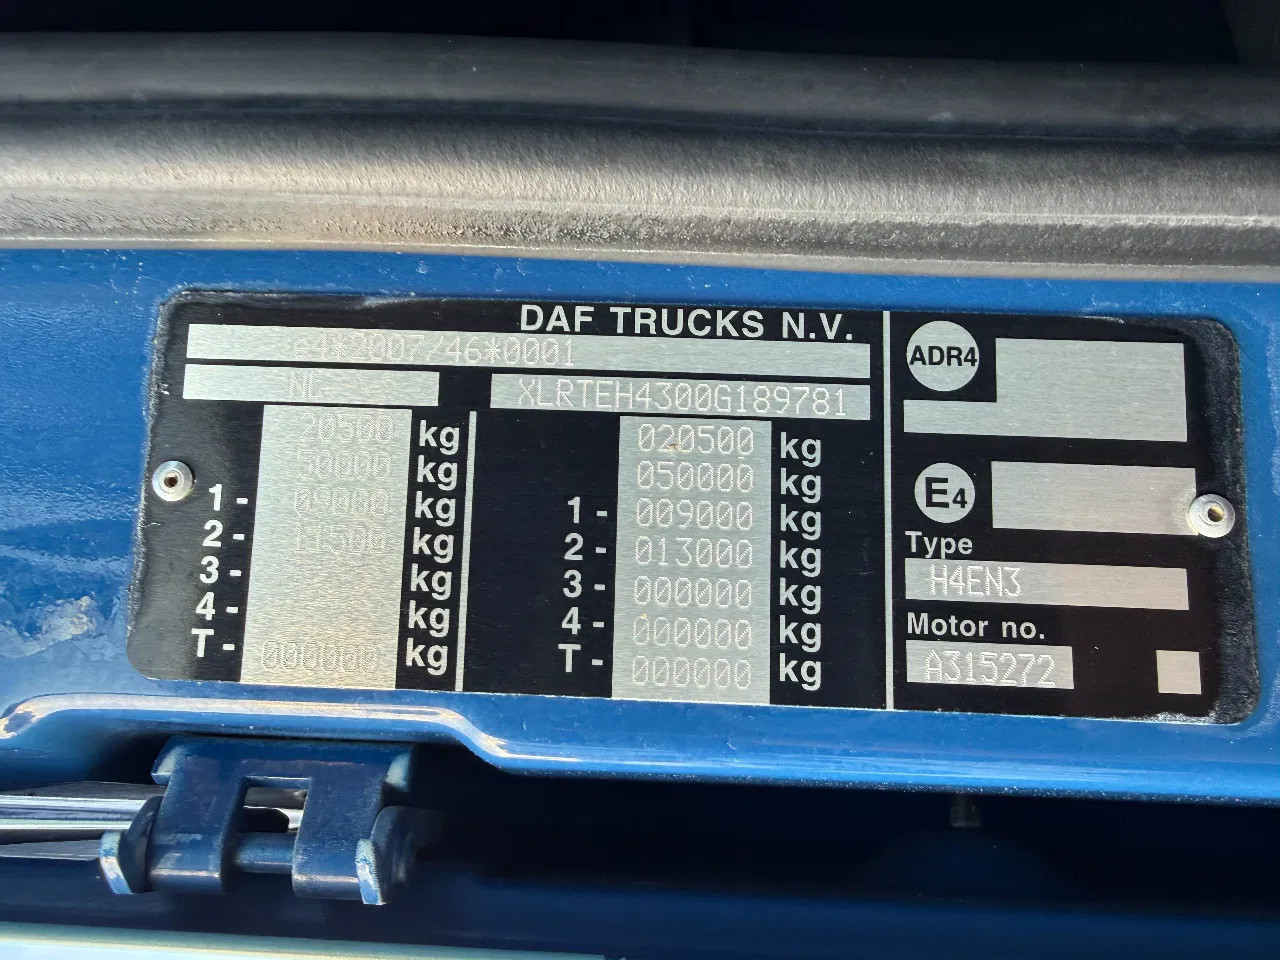 DAF TRUCKS N.V.
e4*2007/46*0001
NL XLRTEH4300G189781
20500 kg 020500 kg
50000 kg 050000 kg
1- 09000 kg 1- 009000 kg
2- 11500 kg 2- 013000 kg
3- kg 3- 000000 kg
4- kg 4- 000000 kg
T- 000000 kg T- 000000 kg
ADR4
E4
Type
H4EN3
Motor no.
A315272